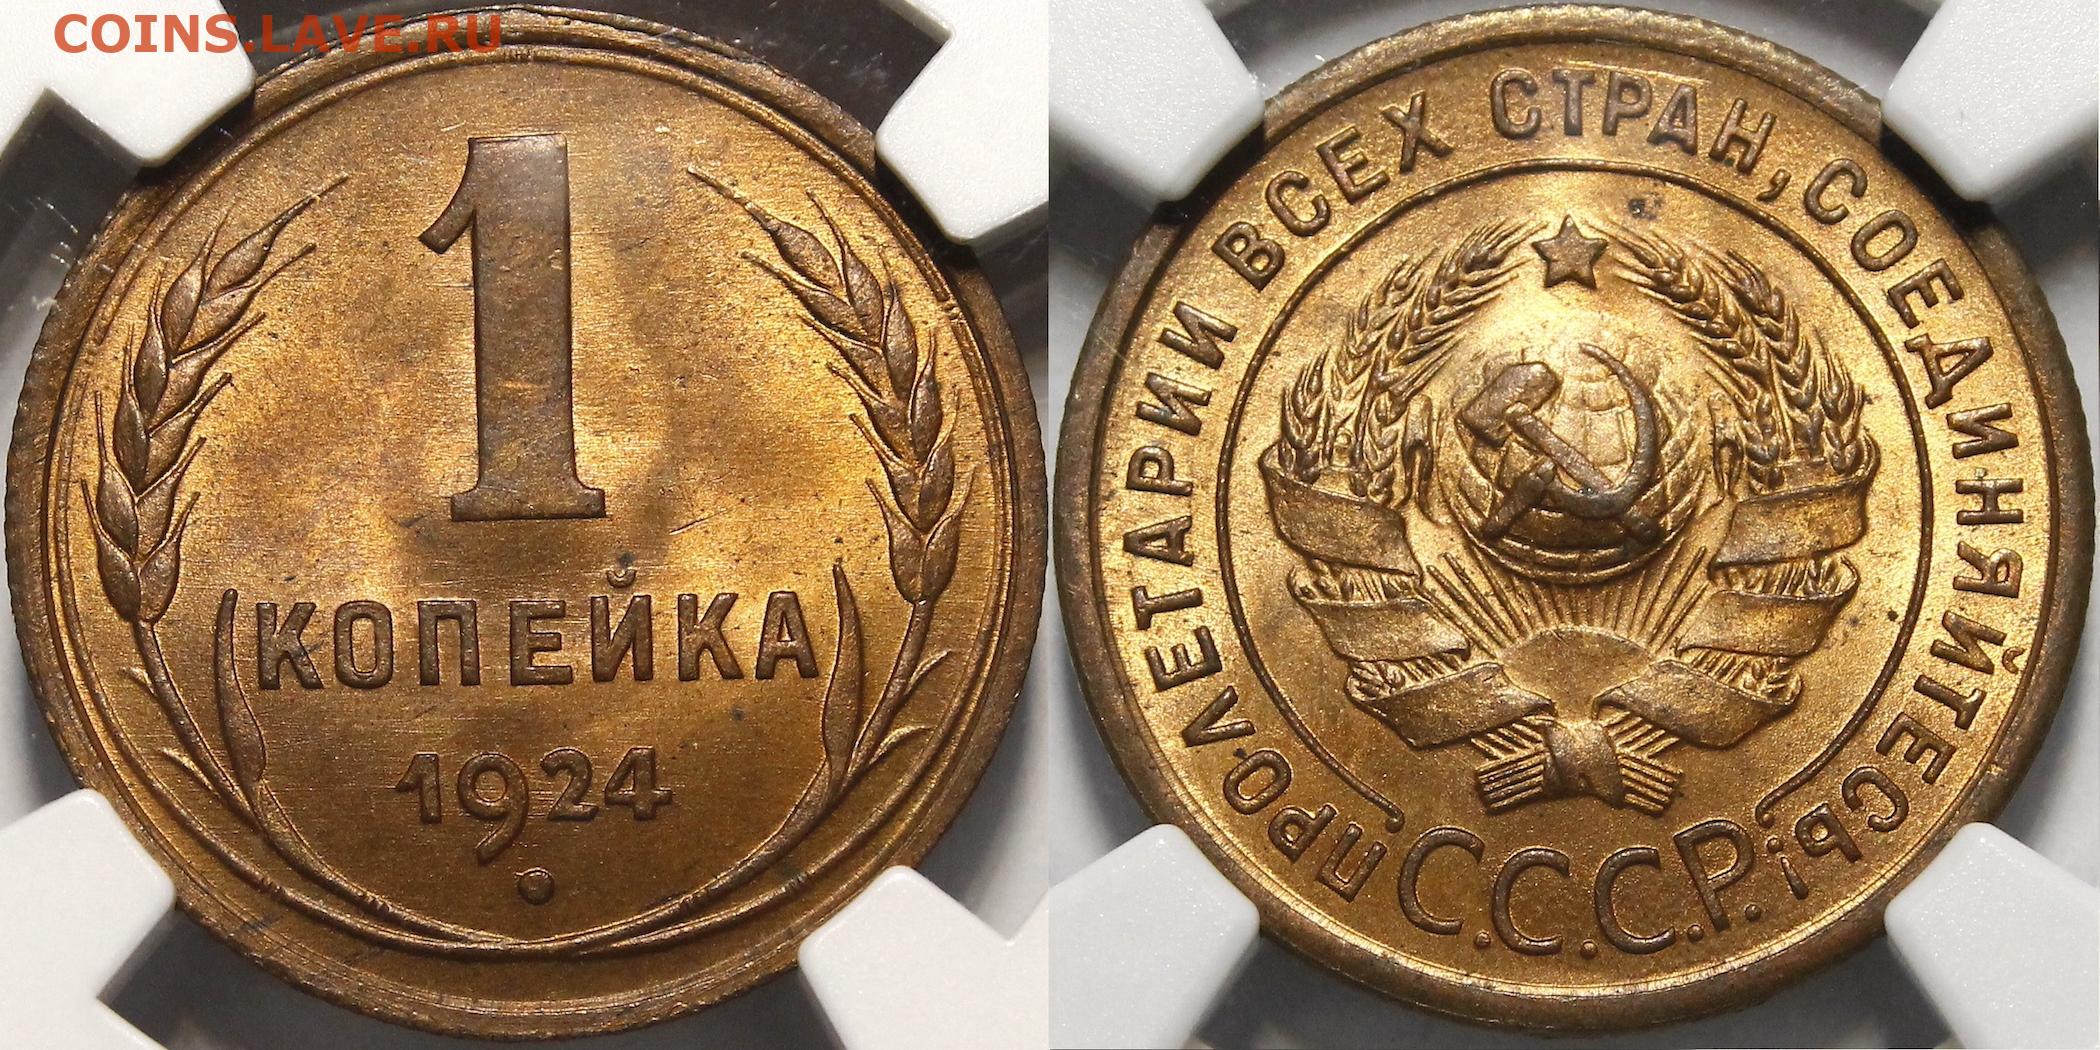 COINS.LAVE.RU
1
КОПЕЙКА
1924
ПРОЛЕТАРИИ ВСЕХ СТРАН, СОЕДИНЯЙТЕСЬ!
С.С.С.Р.